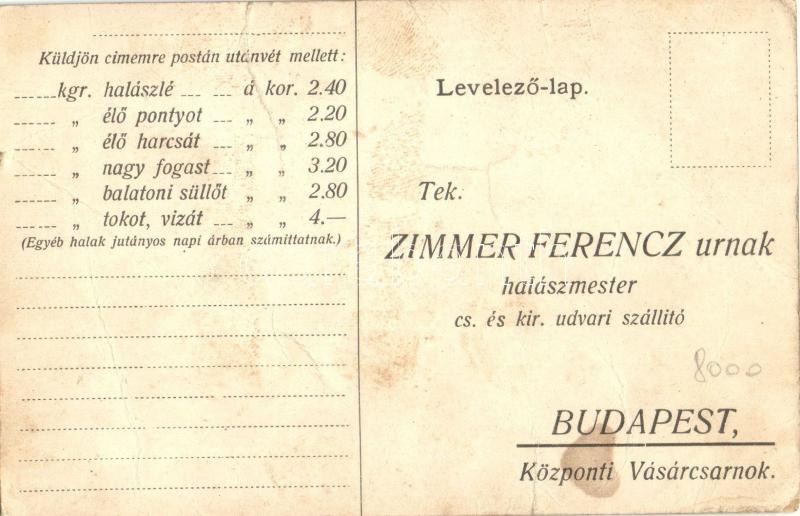 Küldjön cimemre postán utánvét mellett:
kgr. halászlé á kor. 2.40
„ élő pontyot „ „ 2.20
„ élő harcsát „ „ 2.80
„ nagy fogast „ „ 3.20
„ balatoni süllőt „ „ 2.80
„ tokot, vizát „ „ 4.—
(Egyéb halak jutányos napi árban számittatnak.)
Levelező-lap.
Tek.
ZIMMER FERENCZ urnak
halászmester
cs. és kir. udvari szállitó
8000
BUDAPEST,
Központi Vásárcsarnok.